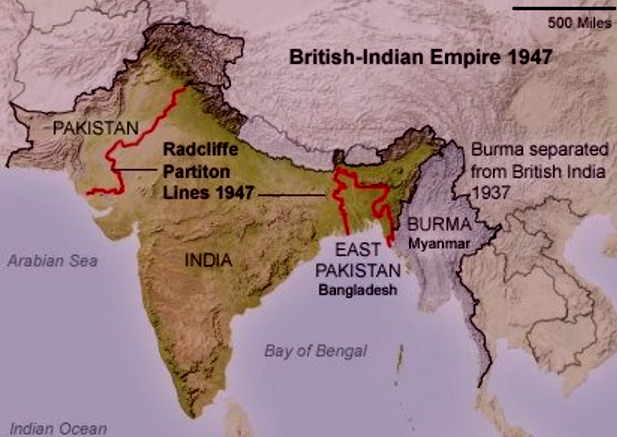 500 Miles
British-Indian Empire 1947
PAKISTAN
Radcliffe
Partiton
Lines 1947
Burma separated
from British India
1937
BURMA
Myanmar
EAST
PAKISTAN
Bangladesh
INDIA
Arabian Sea
Bay of Bengal
Indian Ocean